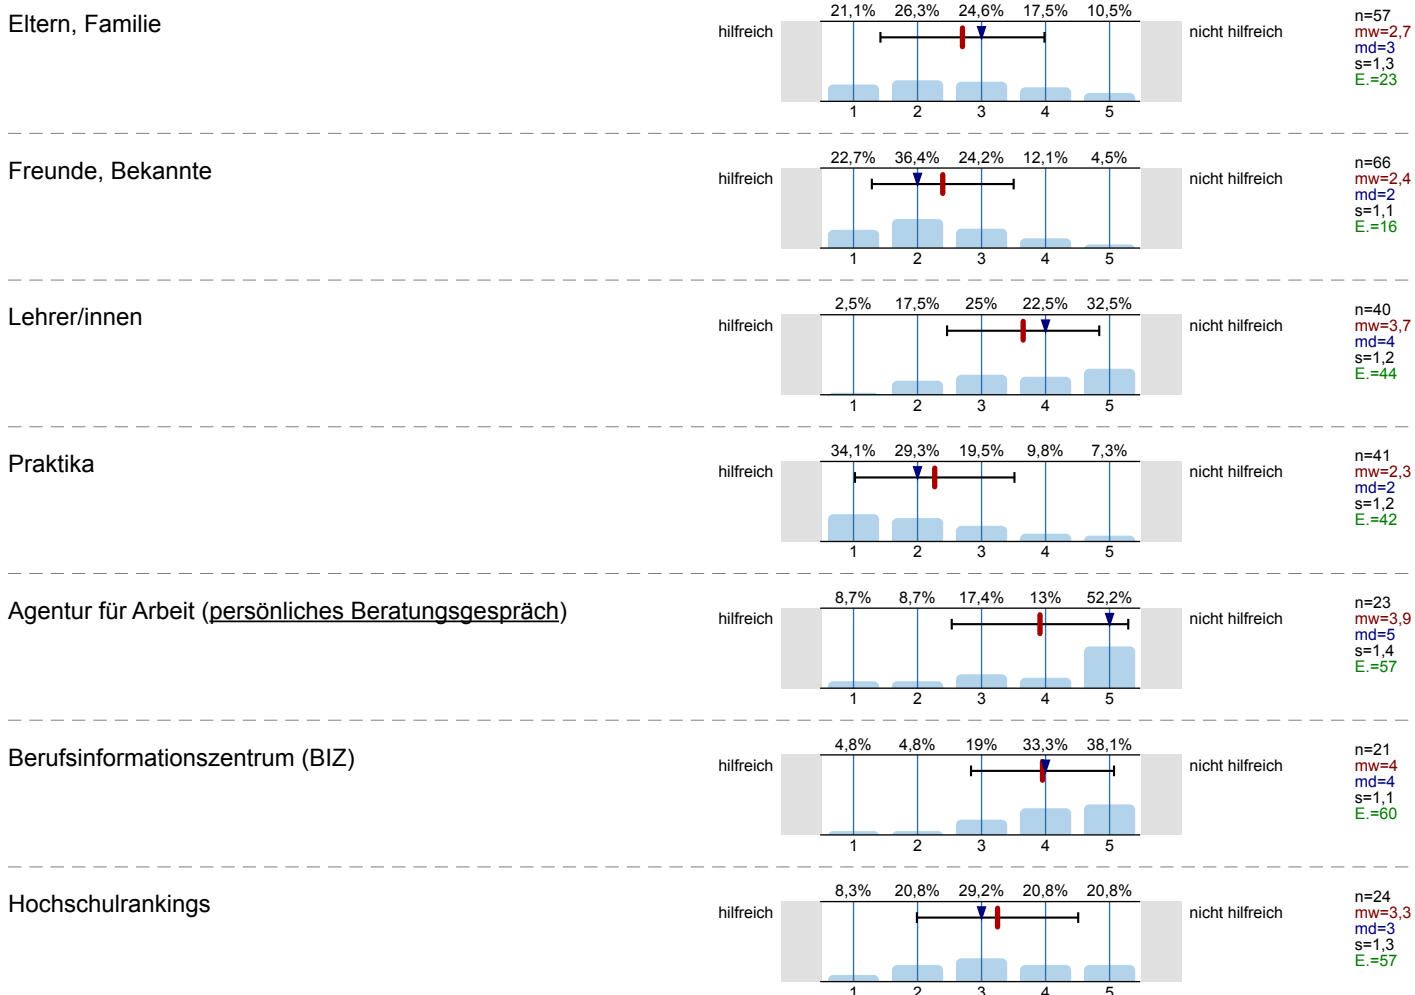 Eltern, Familie
hilfreich
21,1% 26,3% 24,6% 17,5% 10,5%
1 2 3 4 5
nicht hilfreich
n=57
mw=2,7
md=3
s=1,3
E.=23
Freunde, Bekannte
hilfreich
22,7% 36,4% 24,2% 12,1% 4,5%
1 2 3 4 5
nicht hilfreich
n=66
mw=2,4
md=2
s=1,1
E.=16
Lehrer/innen
hilfreich
2,5% 17,5% 25% 22,5% 32,5%
1 2 3 4 5
nicht hilfreich
n=40
mw=3,7
md=4
s=1,2
E.=44
Praktika
hilfreich
34,1% 29,3% 19,5% 9,8% 7,3%
1 2 3 4 5
nicht hilfreich
n=41
mw=2,3
md=2
s=1,2
E.=42
Agentur für Arbeit (persönliches Beratungsgespräch)
hilfreich
8,7% 8,7% 17,4% 13% 52,2%
1 2 3 4 5
nicht hilfreich
n=23
mw=3,9
md=5
s=1,4
E.=57
Berufsinformationszentrum (BIZ)
hilfreich
4,8% 4,8% 19% 33,3% 38,1%
1 2 3 4 5
nicht hilfreich
n=21
mw=4
md=4
s=1,1
E.=60
Hochschulrankings
hilfreich
8,3% 20,8% 29,2% 20,8% 20,8%
1 2 3 4 5
nicht hilfreich
n=24
mw=3,3
md=3
s=1,3
E.=57